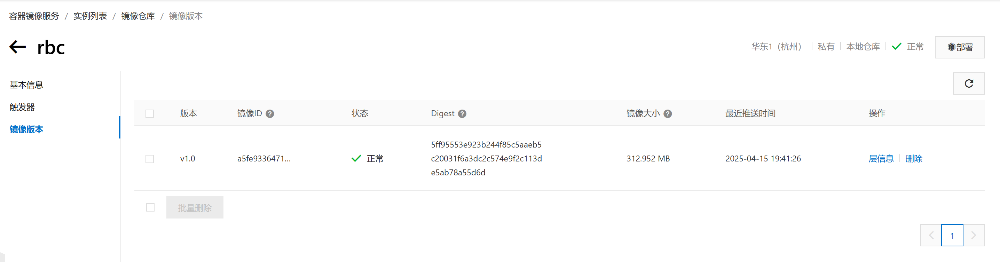 容器镜像服务 / 实例列表 / 镜像仓库 / 镜像版本
rbc
华东1（杭州） 私有 本地仓库 正常 部署
基本信息
触发器
镜像版本
版本 镜像ID 状态 Digest 镜像大小 最近推送时间 操作
v1.0 a5fe9336471... 正常 5ff95553e923b244f85c5aaeb5
c20031f6a3dc2c574e9f2c113d
e5ab78a55d6d
312.952 MB 2025-04-15 19:41:26 层信息 删除
批量删除
1